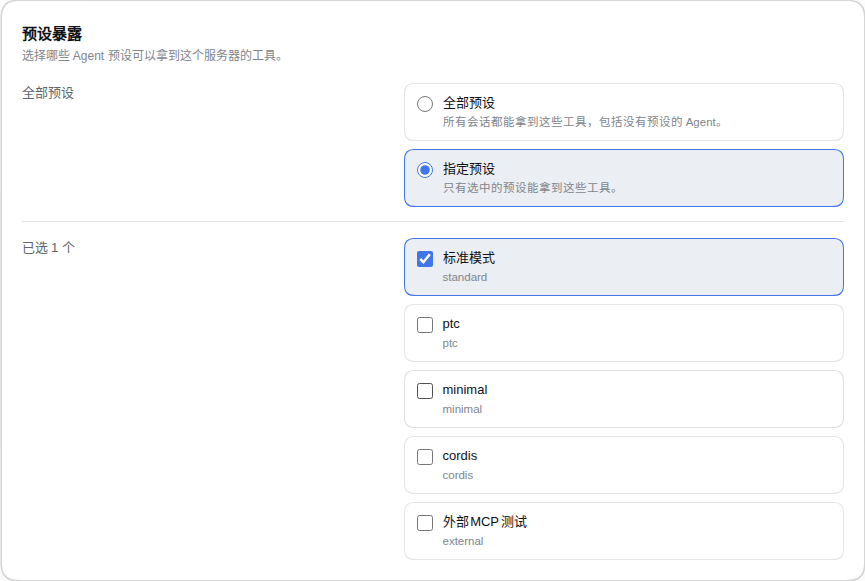 预设暴露
选择哪些 Agent 预设可以拿到这个服务器的工具。
全部预设
全部预设
所有会话都能拿到这些工具，包括没有预设的 Agent。
指定预设
只有选中的预设能拿到这些工具。
已选 1 个
标准模式
standard
ptc
ptc
minimal
minimal
cordis
cordis
外部 MCP 测试
external